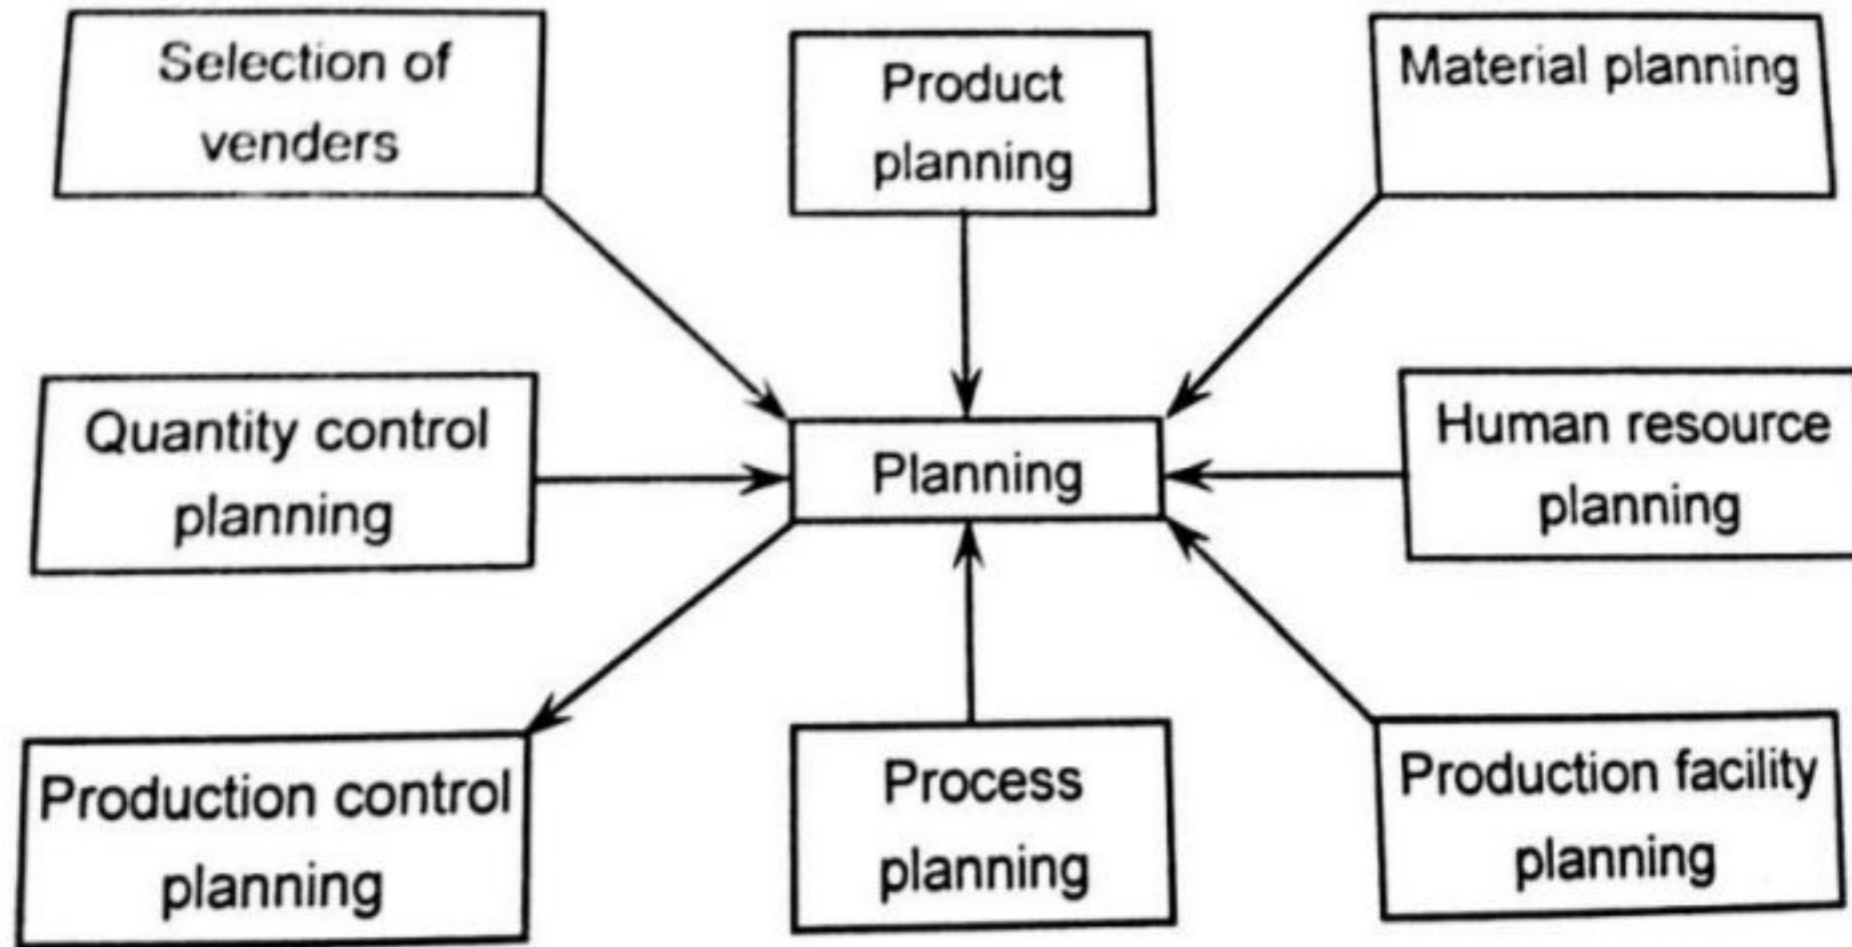 Selection of
venders
Product
planning
Material planning
Quantity control
planning
Planning
Human resource
planning
Production control
planning
Process
planning
Production facility
planning